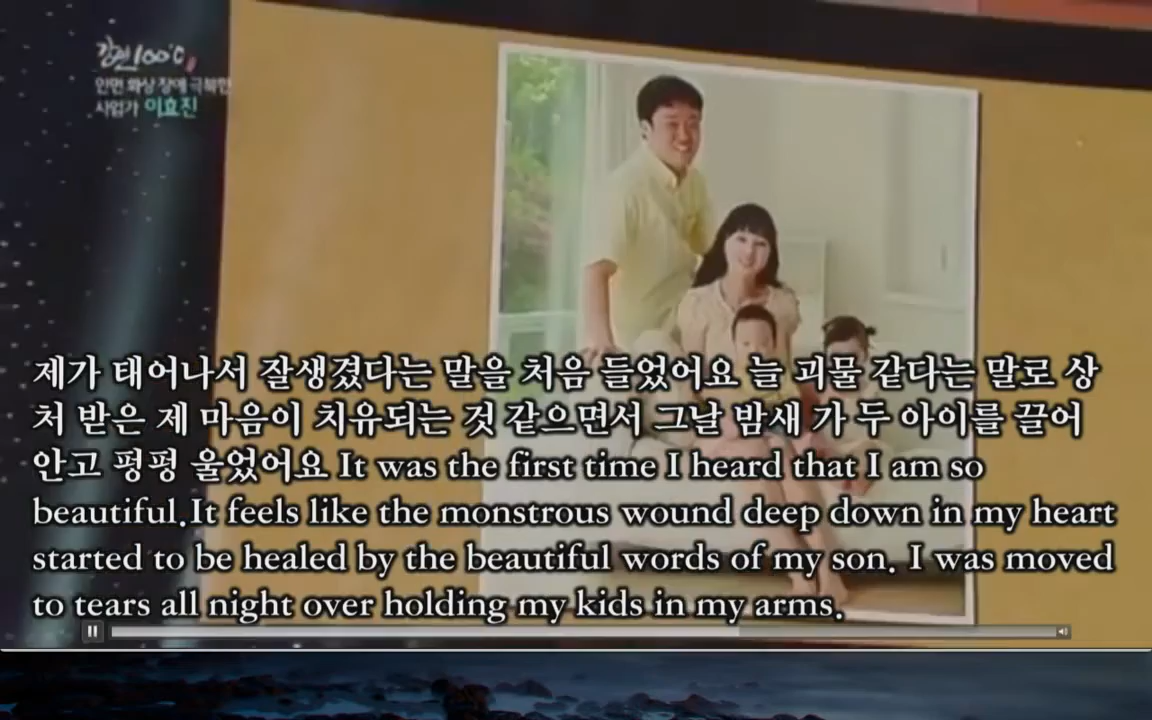 강연100℃
안면 화상 장애 극복한
사업가 이효진
제가 태어나서 잘생겼다는 말을 처음 들었어요 늘 괴물 같다는 말로 상
처 받은 제 마음이 치유되는 것 같으면서 그날 밤새 가 두 아이를 끌어
안고 평평 울었어요 It was the first time I heard that I am so
beautiful.It feels like the monstrous wound deep down in my heart
started to be healed by the beautiful words of my son. I was moved
to tears all night over holding my kids in my arms.